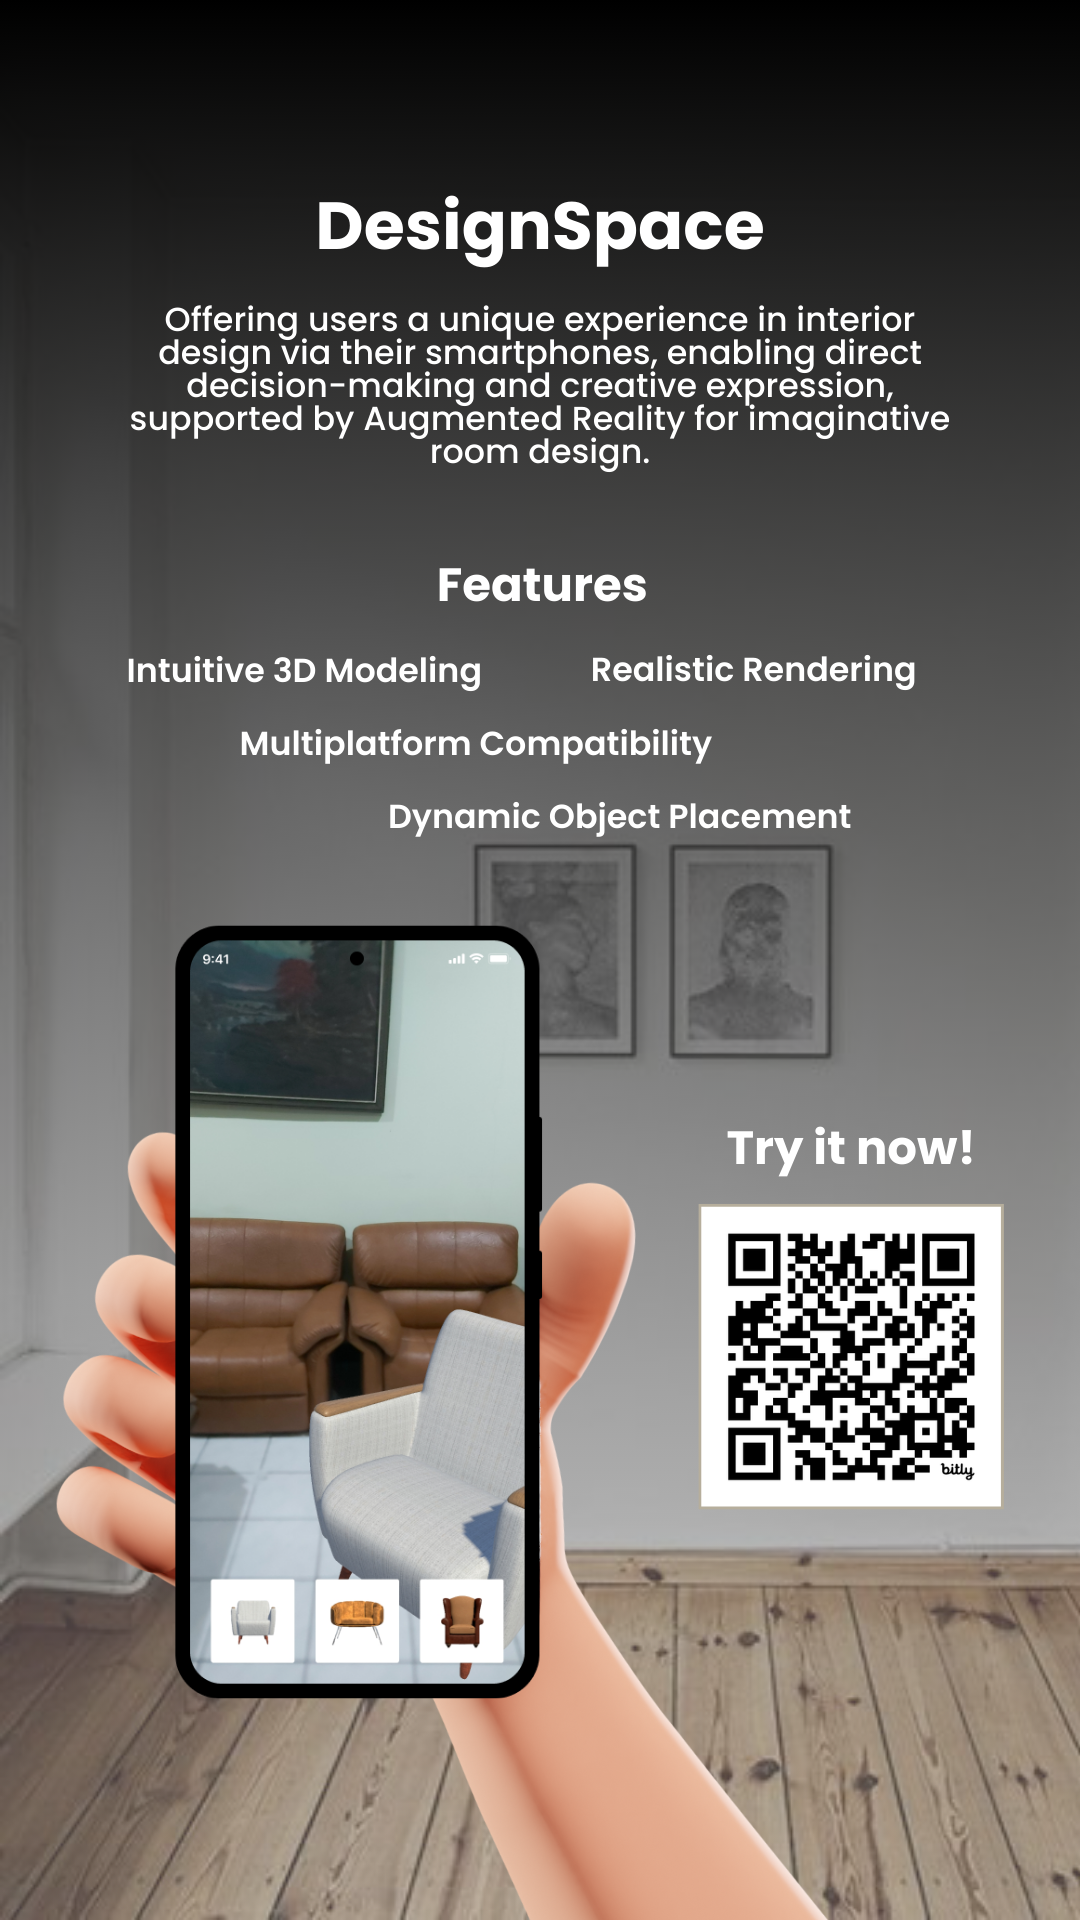 DesignSpace
Offering users a unique experience in interior
design via their smartphones, enabling direct
decision-making and creative expression,
supported by Augmented Reality for imaginative
room design.
Features
Intuitive 3D Modeling
Realistic Rendering
Multiplatform Compatibility
Dynamic Object Placement
9:41
Try it now!
bitly